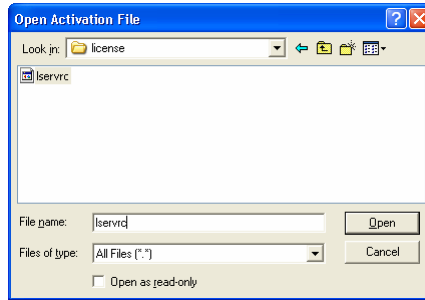 Open Activation File
Look in: license
lservrc
File name: lservrc
Open
Files of type: All Files (*.*)
Cancel
Open as read-only